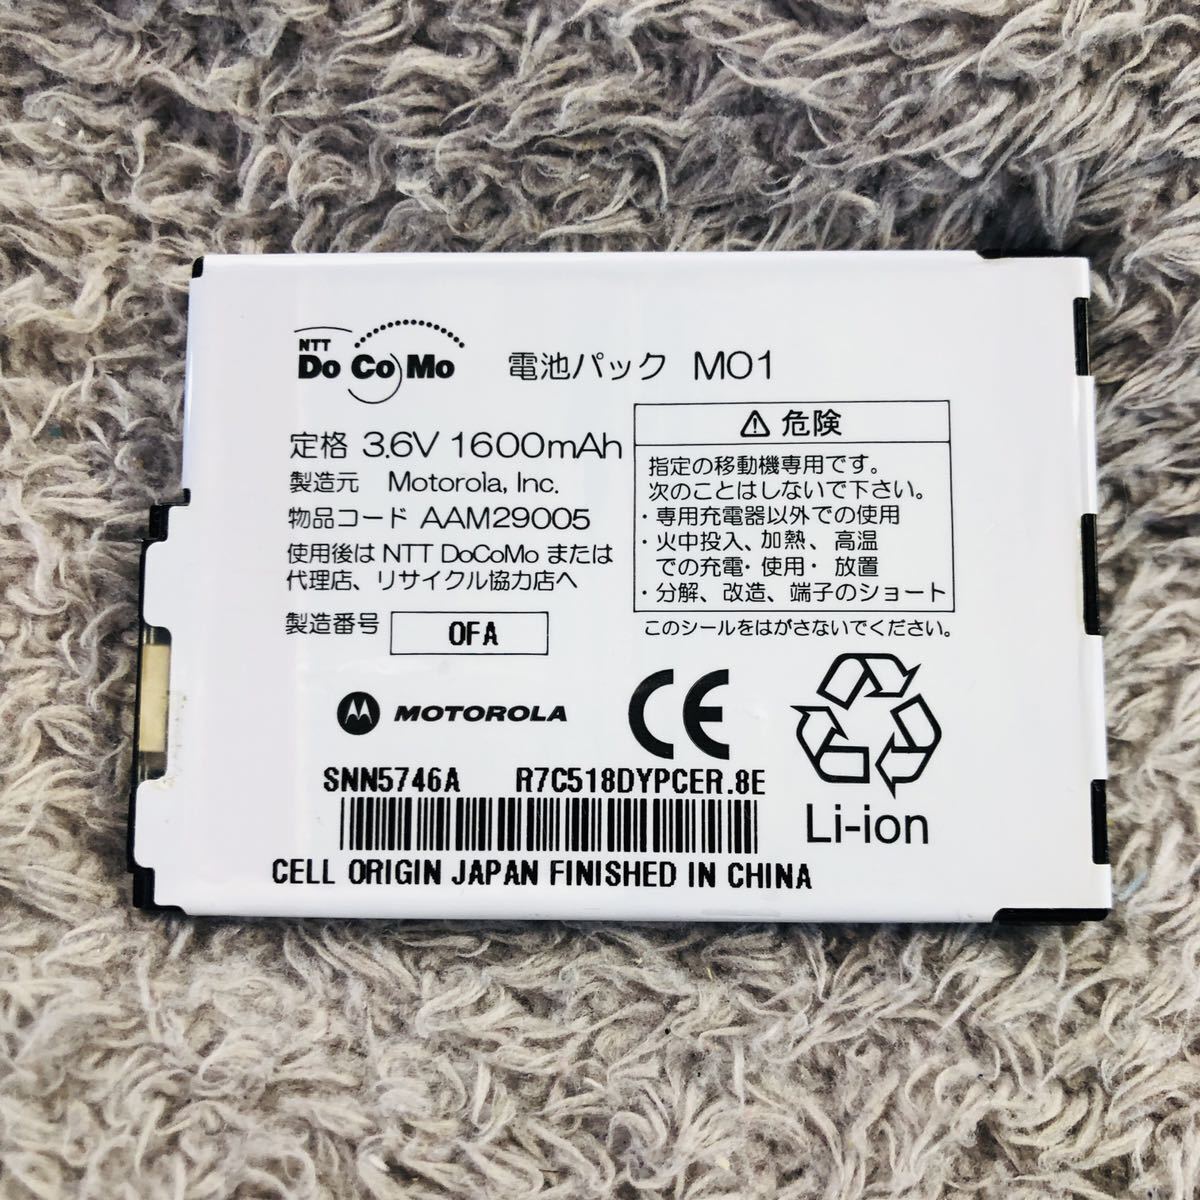 NTT
DoCoMo
電池パック M01
定格 3.6V 1600mAh
製造元 Motorola, Inc.
物品コード AAM29005
使用後は NTT DoCoMo または
代理店、リサイクル協力店へ
製造番号 0FA
⚠ 危険
指定の移動機専用です。
次のことはしないで下さい。
・専用充電器以外での使用
・火中投入、加熱、高温
での充電・使用・放置
・分解、改造、端子のショート
このシールをはがさないでください。
MOTOROLA
CE
SNN5746A R7C518DYPCER.8E
Li-ion
CELL ORIGIN JAPAN FINISHED IN CHINA